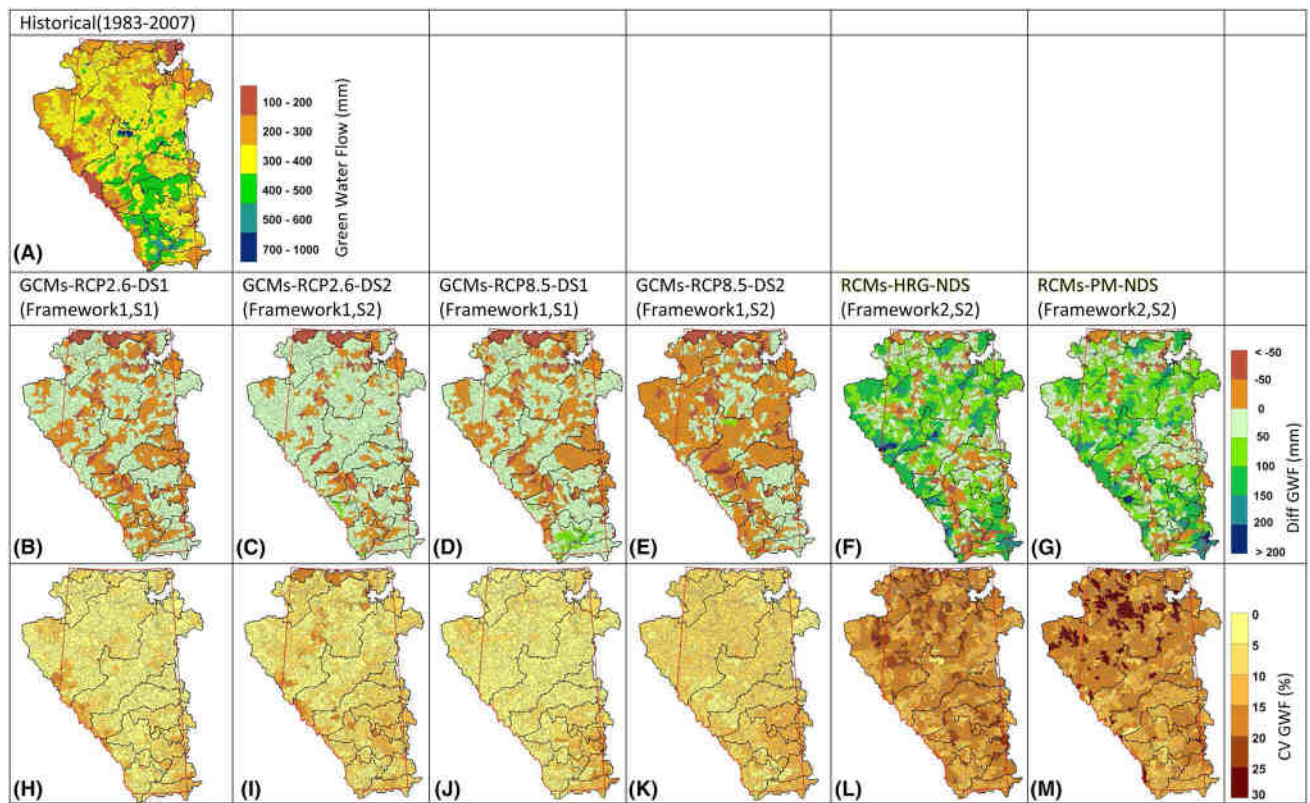 Historical(1983-2007)
100 - 200
200 - 300
300 - 400
400 - 500
500 - 600
700 - 1000
Green Water Flow (mm)
(A)
GCMs-RCP2.6-DS1
(Framework1,S1)
GCMs-RCP2.6-DS2
(Framework1,S2)
GCMs-RCP8.5-DS1
(Framework1,S1)
GCMs-RCP8.5-DS2
(Framework1,S2)
RCMs-HRG-NDS
(Framework2,S2)
RCMs-PM-NDS
(Framework2,S2)
< -50
-50
0
50
100
150
200
> 200
Diff GWF (mm)
(B)
(C)
(D)
(E)
(F)
(G)
0
5
10
15
20
25
30
CV GWF (%)
(H)
(I)
(J)
(K)
(L)
(M)